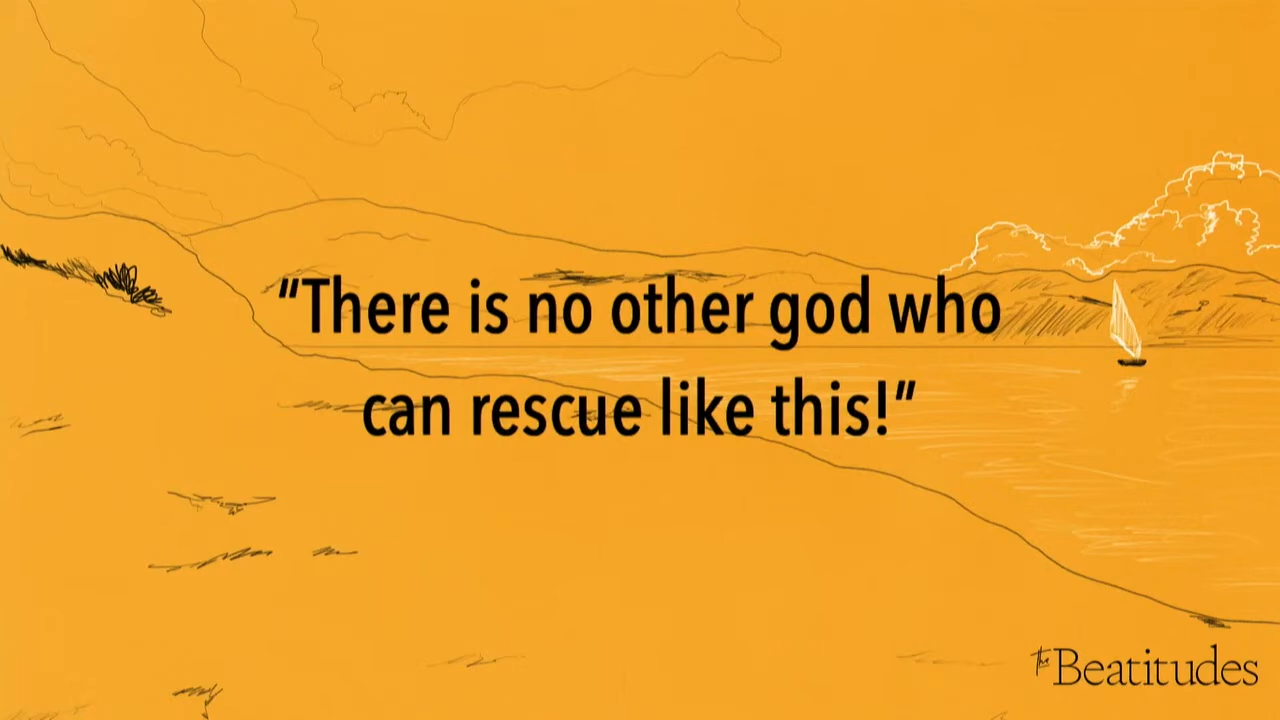 “There is no other god who
can rescue like this!”
the Beatitudes